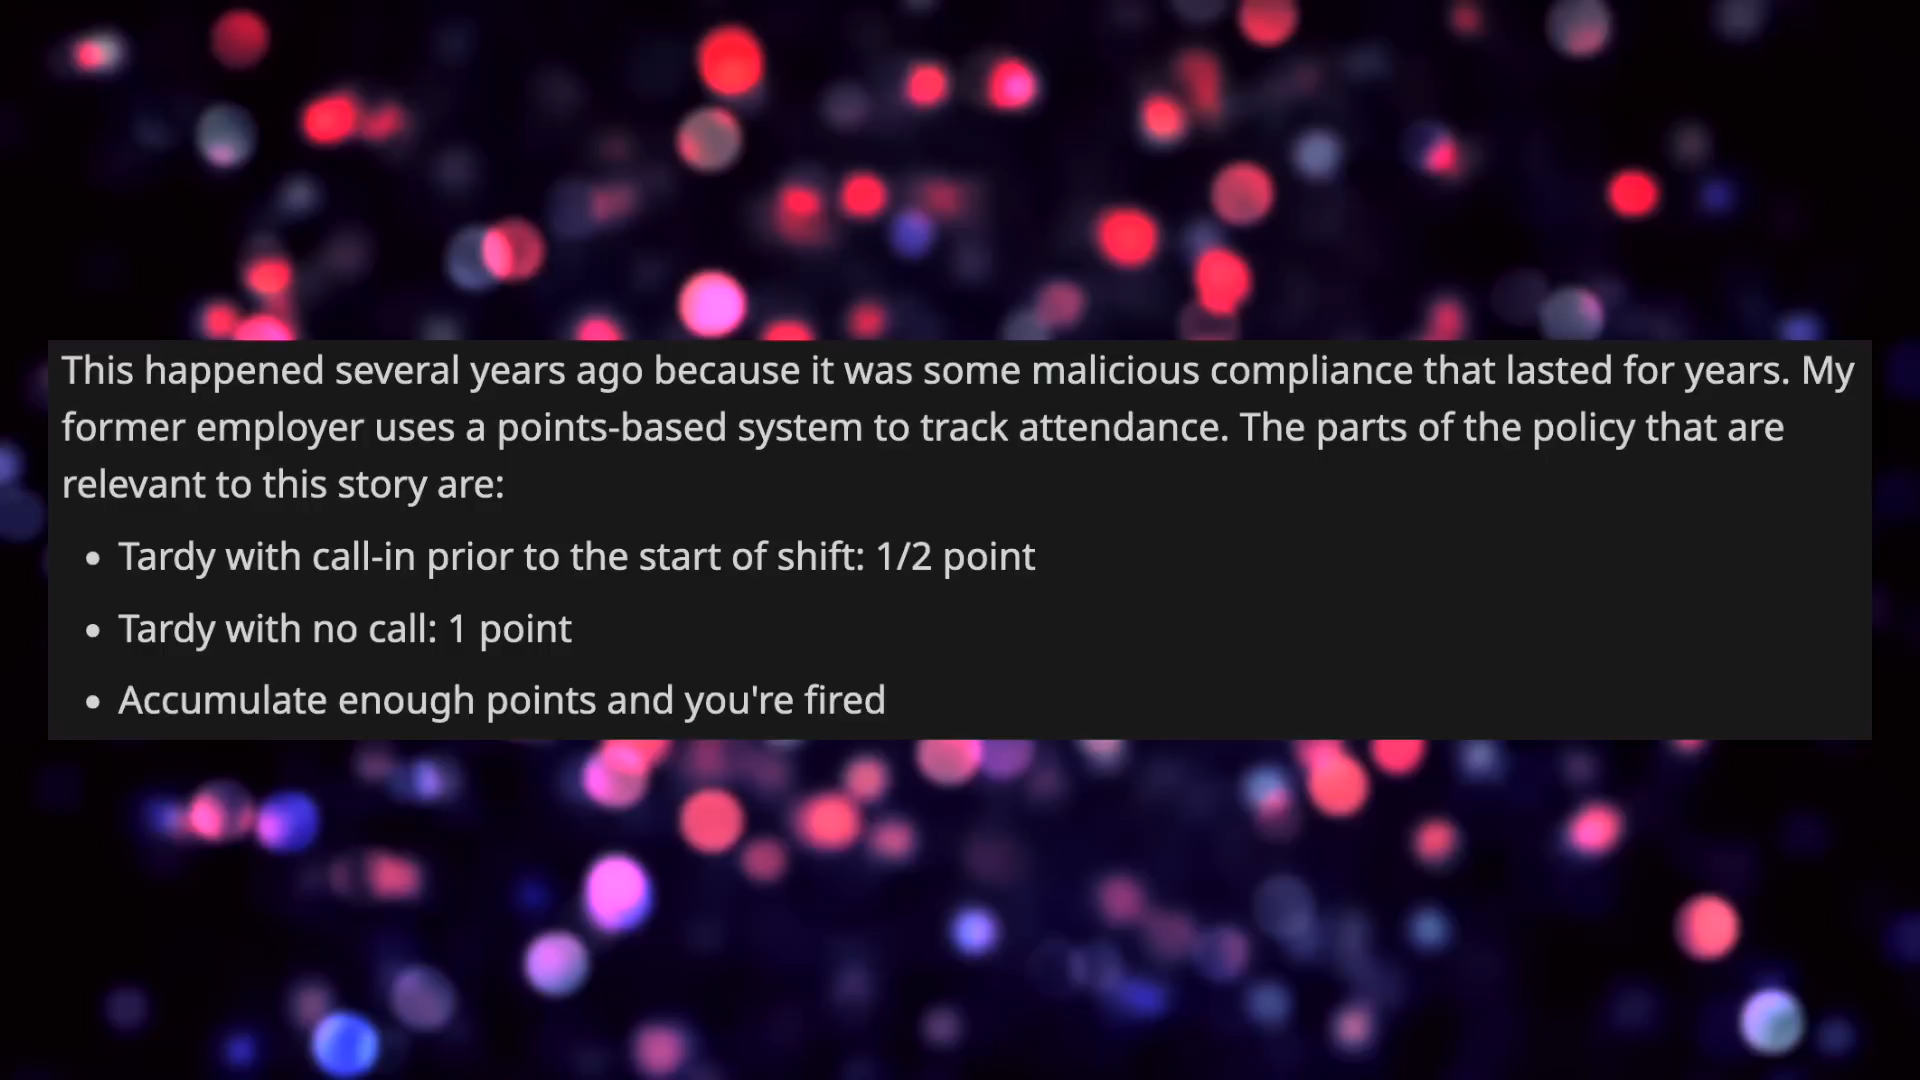 This happened several years ago because it was some malicious compliance that lasted for years. My
former employer uses a points-based system to track attendance. The parts of the policy that are
relevant to this story are:
• Tardy with call-in prior to the start of shift: 1/2 point
• Tardy with no call: 1 point
• Accumulate enough points and you're fired